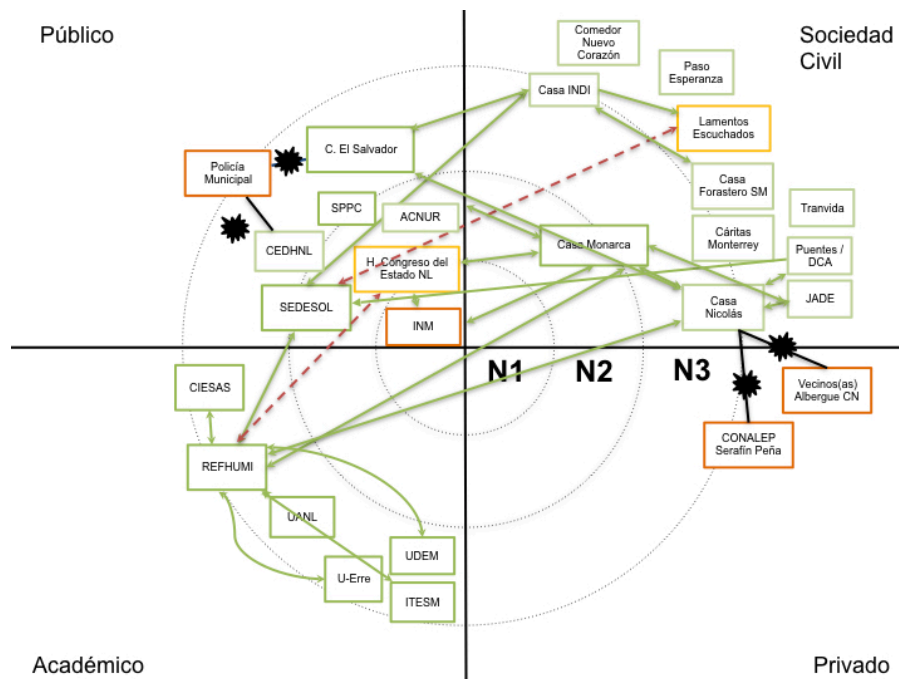 Público
Sociedad
Civil
Comedor
Nuevo
Corazón
Paso
Esperanza
Casa INDI
Lamentos
Escuchados
C. El Salvador
Policía
Municipal
Casa
Forastero SM
SPPC
ACNUR
Tranvida
CEDHNL
Casa Monarca
Cáritas
Monterrey
Puentes /
DCA
H. Congreso del
Estado NL
SEDESOL
INM
Casa
Nicolás
JADE
N1
N2
N3
CIESAS
Vecinos(as)
Albergue CN
CONALEP
Serafín Peña
REFHUMI
UANL
UDEM
U-Erre
ITESM
Académico
Privado